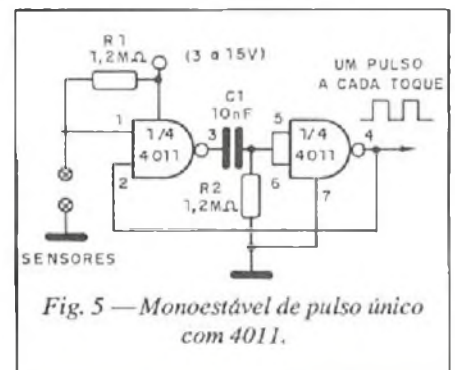 R1
1,2MΩ
(3 a 15V)
UM PULSO
A CADA TOQUE
C1
10nF
1
1/4
4011
3
5
1/4
4011
4
2
6
R2
1,2MΩ
7
SENSORES
Fig. 5 — Monoestável de pulso único
com 4011.